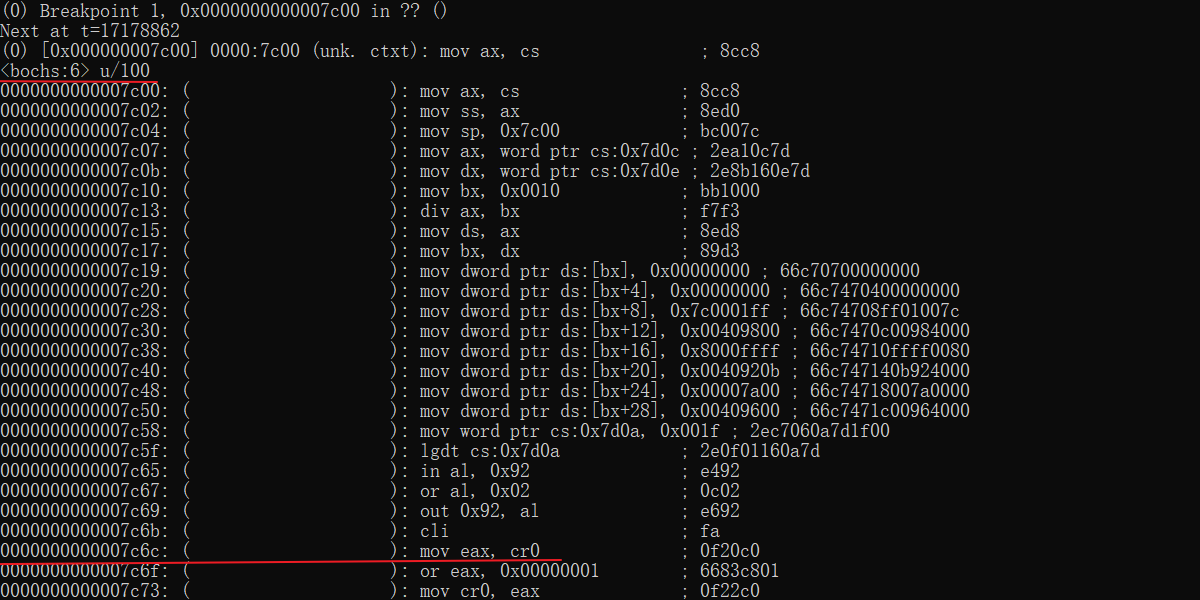 (0) Breakpoint 1, 0x0000000000007c00 in ?? ()
Next at t=17178862
(0) [0x000000007c00] 0000:7c00 (unk. ctxt): mov ax, cs                ; 8cc8
<bochs:6> u/100
0000000000007c00: (                    ): mov ax, cs                ; 8cc8
0000000000007c02: (                    ): mov ss, ax                ; 8ed0
0000000000007c04: (                    ): mov sp, 0x7c00            ; bc007c
0000000000007c07: (                    ): mov ax, word ptr cs:0x7d0c ; 2ea10c7d
0000000000007c0b: (                    ): mov dx, word ptr cs:0x7d0e ; 2e8b160e7d
0000000000007c10: (                    ): mov bx, 0x0010            ; bb1000
0000000000007c13: (                    ): div ax, bx                ; f7f3
0000000000007c15: (                    ): mov ds, ax                ; 8ed8
0000000000007c17: (                    ): mov bx, dx                ; 89d3
0000000000007c19: (                    ): mov dword ptr ds:[bx], 0x00000000 ; 66c70700000000
0000000000007c20: (                    ): mov dword ptr ds:[bx+4], 0x00000000 ; 66c7470400000000
0000000000007c28: (                    ): mov dword ptr ds:[bx+8], 0x7c0001ff ; 66c74708ff01007c
0000000000007c30: (                    ): mov dword ptr ds:[bx+12], 0x00409800 ; 66c7470c00984000
0000000000007c38: (                    ): mov dword ptr ds:[bx+16], 0x8000ffff ; 66c74710ffff0080
0000000000007c40: (                    ): mov dword ptr ds:[bx+20], 0x0040920b ; 66c747140b924000
0000000000007c48: (                    ): mov dword ptr ds:[bx+24], 0x00007a00 ; 66c74718007a0000
0000000000007c50: (                    ): mov dword ptr ds:[bx+28], 0x00409600 ; 66c7471c00964000
0000000000007c58: (                    ): mov word ptr cs:0x7d0a, 0x001f ; 2ec7060a7d1f00
0000000000007c5f: (                    ): lgdt cs:0x7d0a            ; 2e0f01160a7d
0000000000007c65: (                    ): in al, 0x92               ; e492
0000000000007c67: (                    ): or al, 0x02               ; 0c02
0000000000007c69: (                    ): out 0x92, al              ; e692
0000000000007c6b: (                    ): cli                       ; fa
0000000000007c6c: (                    ): mov eax, cr0              ; 0f20c0
0000000000007c6f: (                    ): or eax, 0x00000001        ; 6683c801
0000000000007c73: (                    ): mov cr0, eax              ; 0f22c0